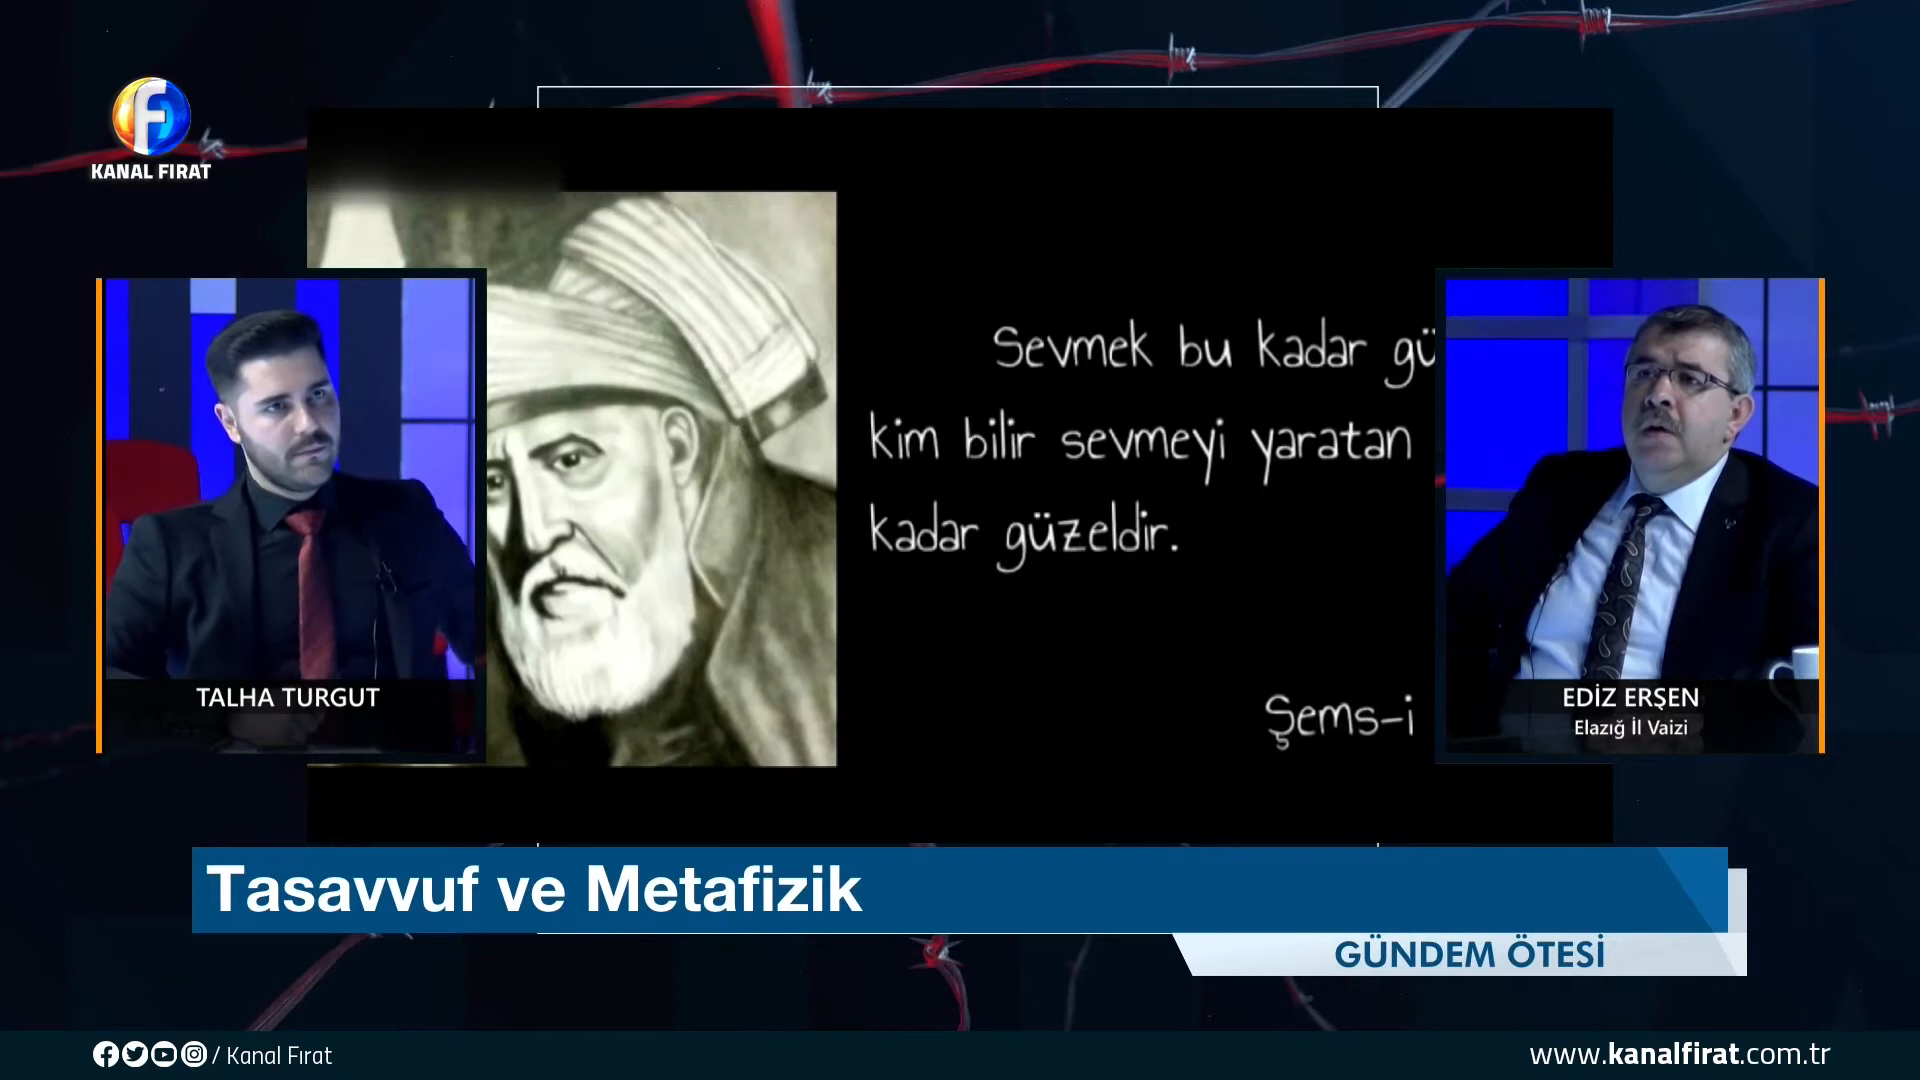 KANAL FIRAT
Sevmek bu kadar gü
kim bilir sevmeyi yaratan
kadar güzeldir.
Şems-i
TALHA TURGUT
EDİZ ERŞEN
Elazığ İl Vaizi
Tasavvuf ve Metafizik
GÜNDEM ÖTESİ
/ Kanal Fırat
www.kanalfirat.com.tr